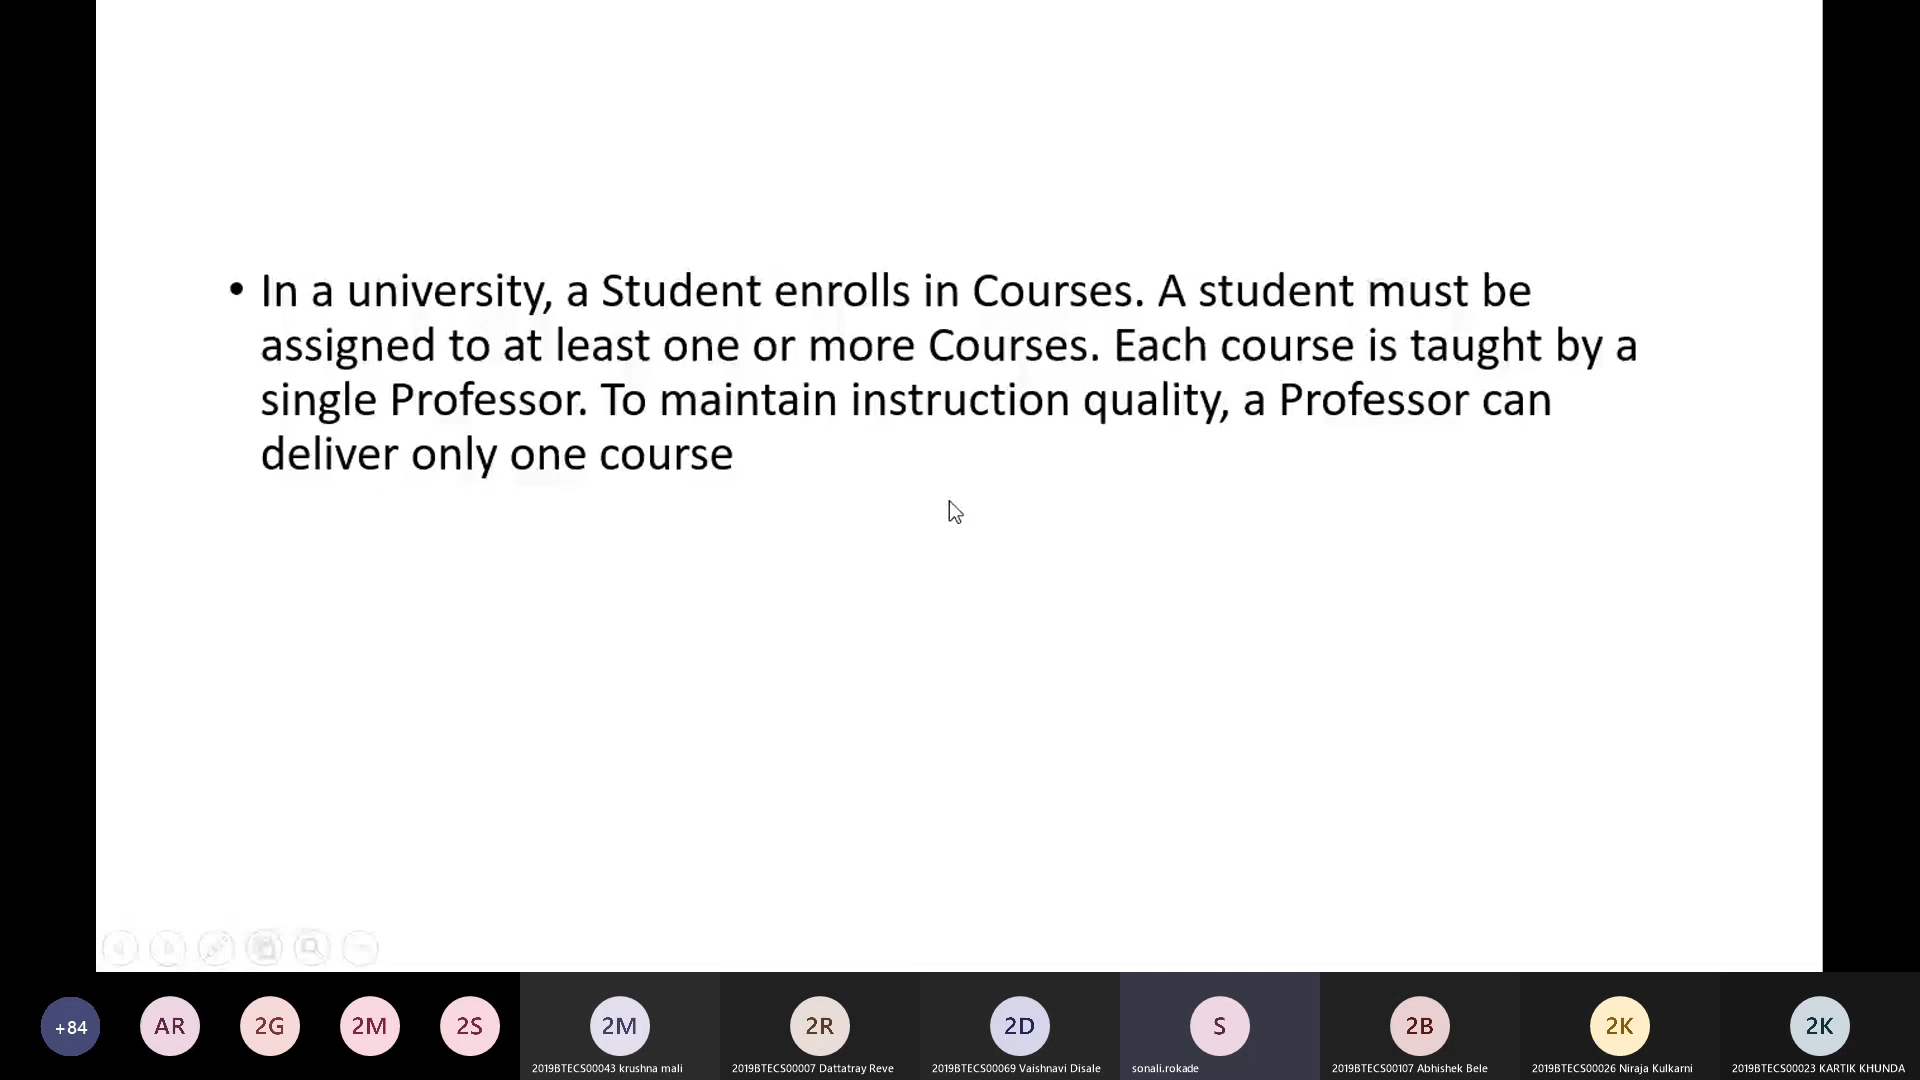 • In a university, a Student enrolls in Courses. A student must be
assigned to at least one or more Courses. Each course is taught by a
single Professor. To maintain instruction quality, a Professor can
deliver only one course
+84
AR
2G
2M
2S
2M
2R
2D
S
2B
2K
2K
2019BTECS00043 krushna mali
2019BTECS00007 Dattatray Reve
2019BTECS00069 Vaishnavi Disale
sonali.rokade
2019BTECS00107 Abhishek Bele
2019BTECS00026 Niraja Kulkarni
2019BTECS00023 KARTIK KHUNDA